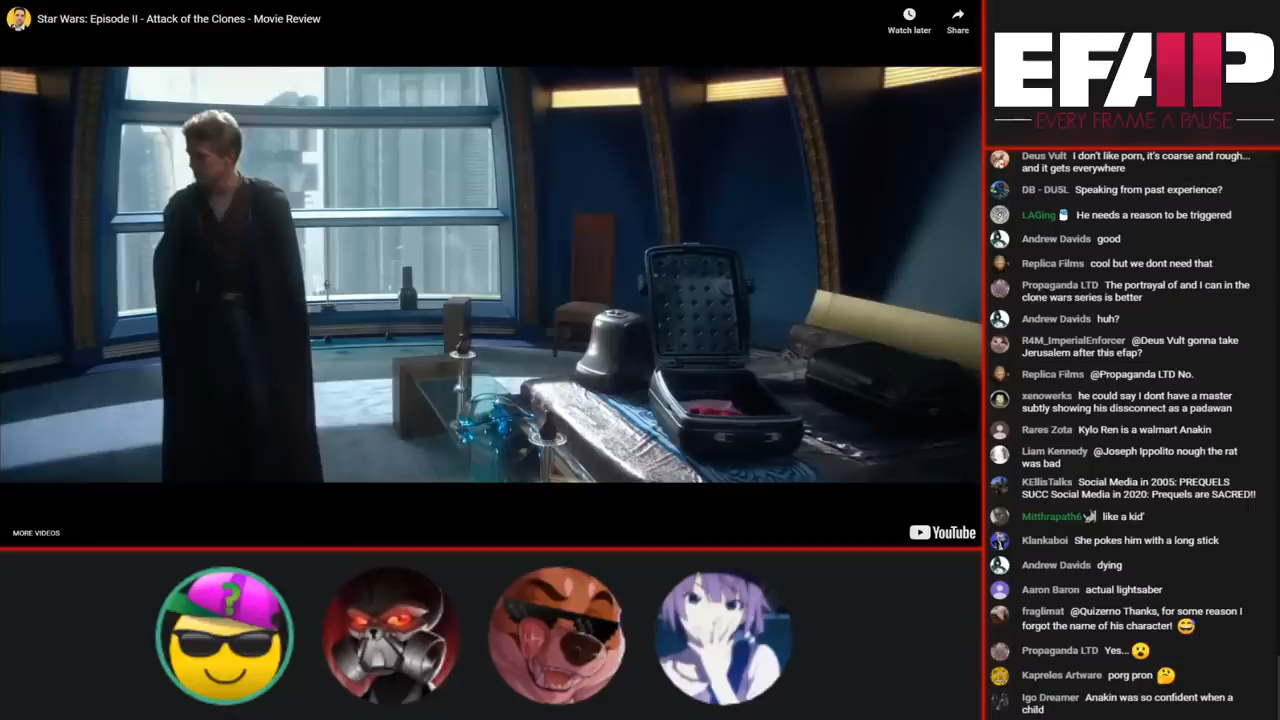 Star Wars: Episode II - Attack of the Clones - Movie Review
Watch later
Share
MORE VIDEOS
YouTube
?
EFAP
EVERY FRAME A PAUSE
Deus Vult I don't like porn, it's coarse and rough...
and it gets everywhere
DB - DU5L Speaking from past experience?
LAGing He needs a reason to be triggered
Andrew Davids good
Replica Films cool but we dont need that
Propaganda LTD The portrayal of and I can in the
clone wars series is better
Andrew Davids huh?
R4M_ImperialEnforcer @Deus Vult gonna take
Jerusalem after this efap?
Replica Films @Propaganda LTD No.
xenowerks he could say I dont have a master
subtly showing his dissconnect as a padawan
Rares Zota Kylo Ren is a walmart Anakin
Liam Kennedy @Joseph Ippolito nough the rat
was bad
KEllisTalks Social Media in 2005: PREQUELS
SUCC Social Media in 2020: Prequels are SACRED!!
Mitthrapathé like a kid'
Klankaboi She pokes him with a long stick
Andrew Davids dying
Aaron Baron actual lightsaber
fraglimat @Quizerno Thanks, for some reason I
forgot the name of his character!
Propaganda LTD Yes...
Kapreles Artware porg pron
Igo Dreamer Anakin was so confident when a
child